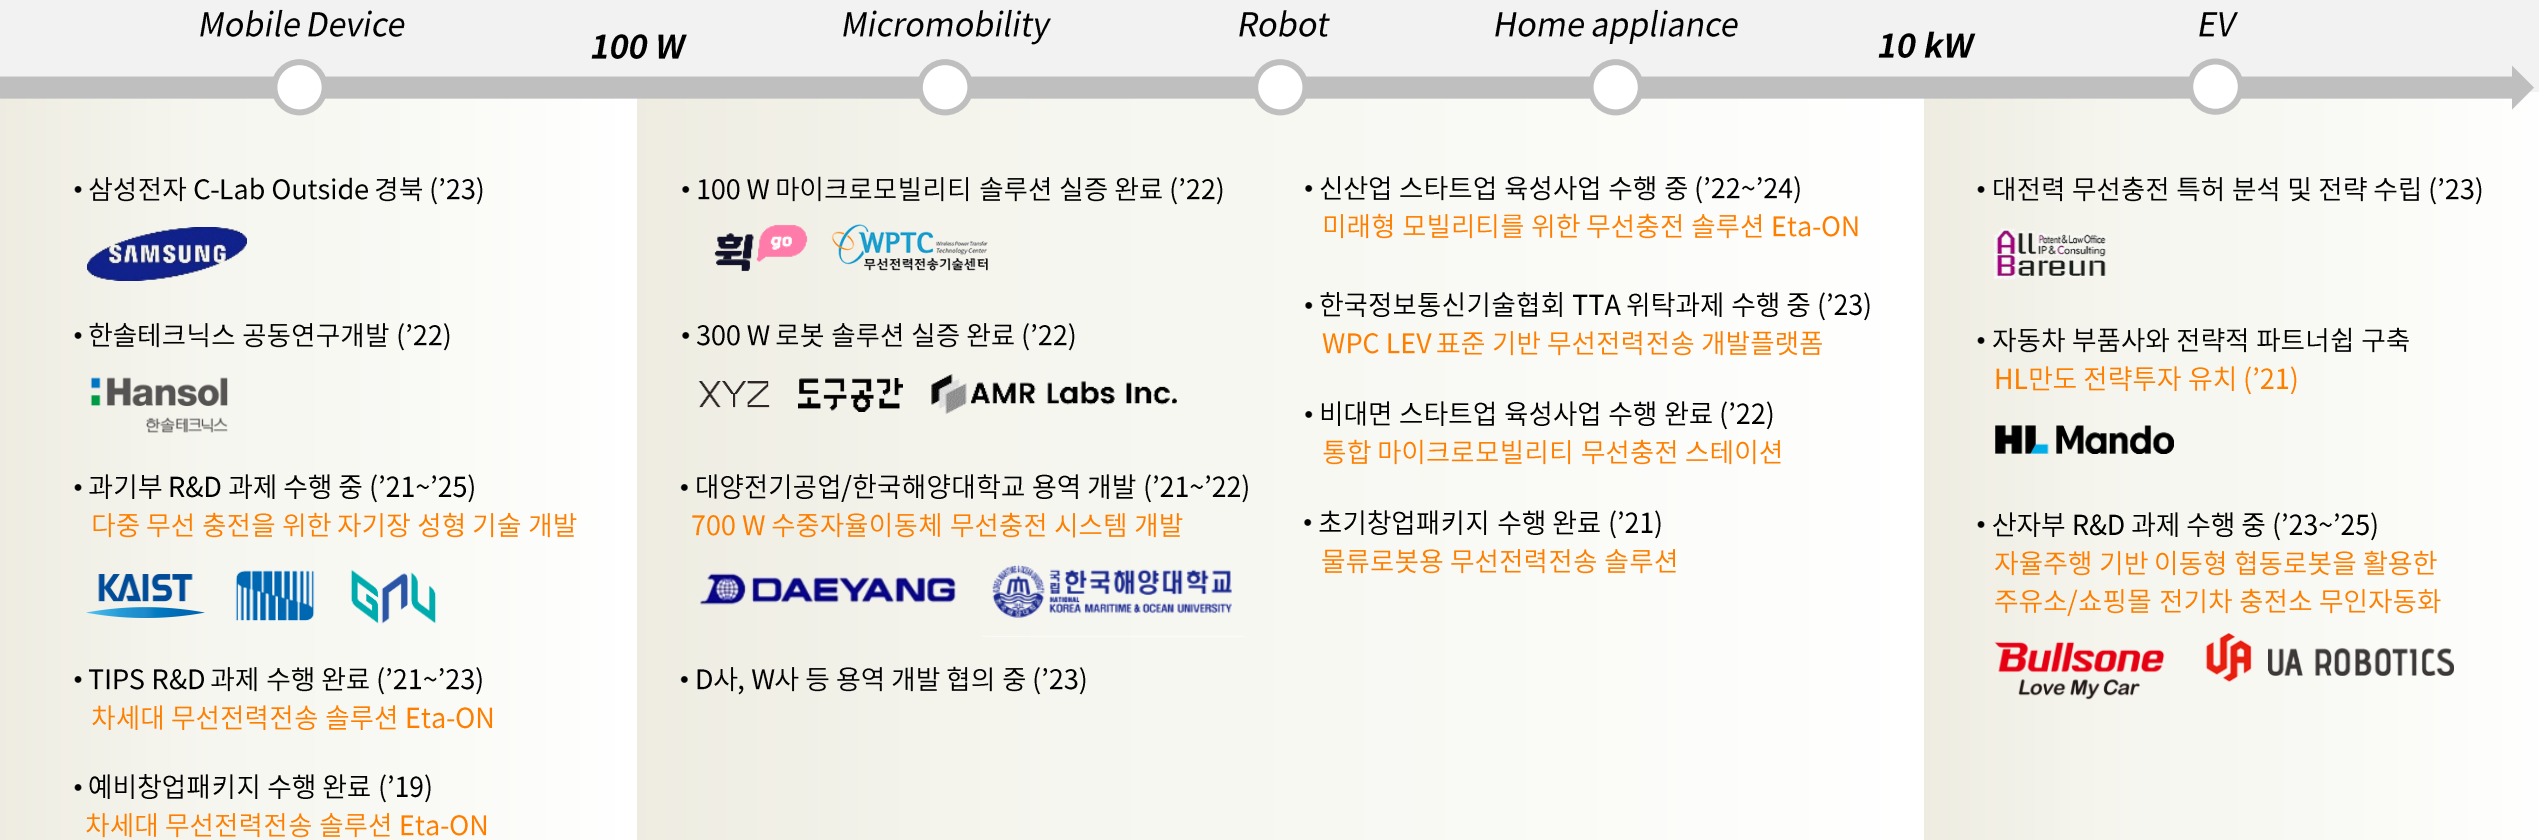 Mobile Device
100 W
Micromobility
Robot
Home appliance
10 kW
EV
• 삼성전자 C-Lab Outside 경북 (’23)
SAMSUNG
• 한솔테크닉스 공동연구개발 (’22)
Hansol
한솔테크닉스
• 과기부 R&D 과제 수행 중 (’21~’25)
다중 무선 충전을 위한 자기장 성형 기술 개발
KAIST
GNU
• TIPS R&D 과제 수행 완료 (’21~’23)
차세대 무선전력전송 솔루션 Eta-ON
• 예비창업패키지 수행 완료 (’19)
차세대 무선전력전송 솔루션 Eta-ON
• 100 W 마이크로모빌리티 솔루션 실증 완료 (’22)
휙 go
WPTC Wireless Power Transfer
Technology Center
무선전력전송기술센터
• 300 W 로봇 솔루션 실증 완료 (’22)
XYZ 도구공간 AMR Labs Inc.
• 대양전기공업/한국해양대학교 용역 개발 (’21~’22)
700 W 수중자율이동체 무선충전 시스템 개발
DAEYANG
국립 한국해양대학교
NATIONAL
KOREA MARITIME & OCEAN UNIVERSITY
• D사, W사 등 용역 개발 협의 중 (’23)
• 신산업 스타트업 육성사업 수행 중 (’22~’24)
미래형 모빌리티를 위한 무선충전 솔루션 Eta-ON
• 한국정보통신기술협회 TTA 위탁과제 수행 중 (’23)
WPC LEV 표준 기반 무선전력전송 개발플랫폼
• 비대면 스타트업 육성사업 수행 완료 (’22)
통합 마이크로모빌리티 무선충전 스테이션
• 초기창업패키지 수행 완료 (’21)
물류로봇용 무선전력전송 솔루션
• 대전력 무선충전 특허 분석 및 전략 수립 (’23)
ALL Patent & Law Office
IP & Consulting
Bareun
• 자동차 부품사와 전략적 파트너쉽 구축
HL만도 전략투자 유치 (’21)
HL Mando
• 산자부 R&D 과제 수행 중 (’23~’25)
자율주행 기반 이동형 협동로봇을 활용한
주유소/쇼핑몰 전기차 충전소 무인자동화
Bullsone
Love My Car
UA ROBOTICS